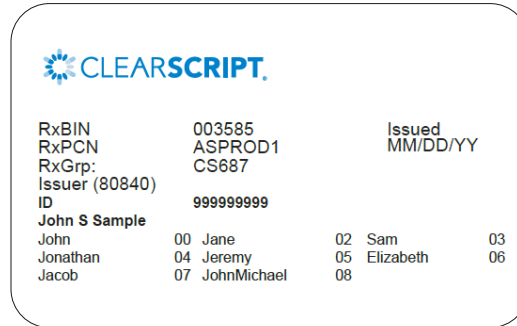 CLEARSCRIPT.
RxBIN 003585 Issued
RxPCN ASPROD1 MM/DD/YY
RxGrp: CS687
Issuer (80840)
ID 999999999
John S Sample
John 00 Jane 02 Sam 03
Jonathan 04 Jeremy 05 Elizabeth 06
Jacob 07 JohnMichael 08